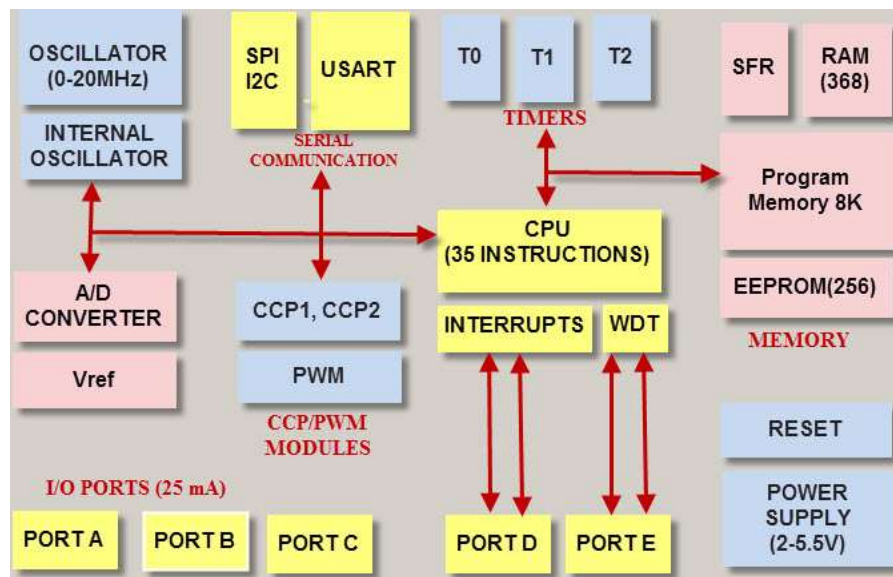 OSCILLATOR
(0-20MHz)
INTERNAL
OSCILLATOR
SPI
I2C
USART
SERIAL
COMMUNICATION
T0
T1
T2
TIMERS
SFR
RAM
(368)
Program
Memory 8K
EEPROM(256)
MEMORY
CPU
(35 INSTRUCTIONS)
INTERRUPTS
WDT
A/D
CONVERTER
Vref
CCP1, CCP2
PWM
CCP/PWM
MODULES
RESET
POWER
SUPPLY
(2-5.5V)
I/O PORTS (25 mA)
PORT A
PORT B
PORT C
PORT D
PORT E